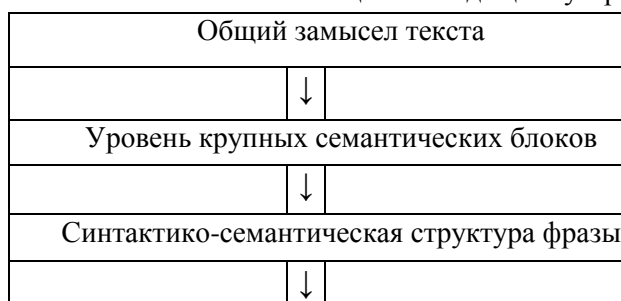 Общий замысел текста
↓
Уровень крупных семантических блоков
↓
Синтактико-семантическая структура фразы
↓